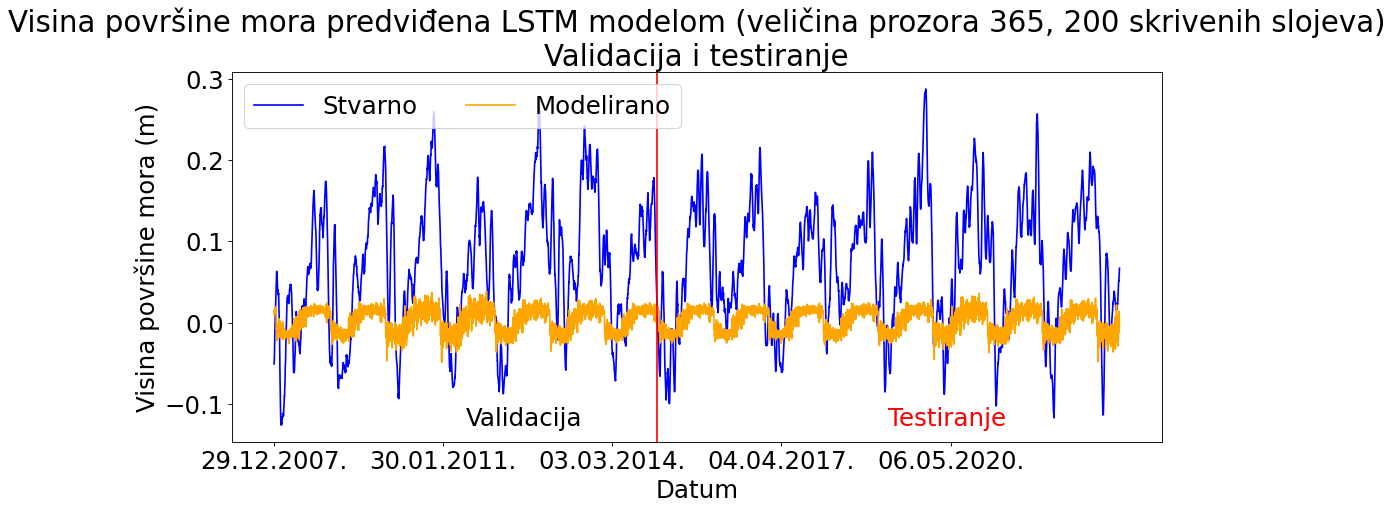 Visina površine mora predviđena LSTM modelom (veličina prozora 365, 200 skrivenih slojeva)
Validacija i testiranje
Stvarno Modelirano
Visina površine mora (m)
0.3
0.2
0.1
0.0
−0.1
Validacija Testiranje
29.12.2007. 30.01.2011. 03.03.2014. 04.04.2017. 06.05.2020.
Datum